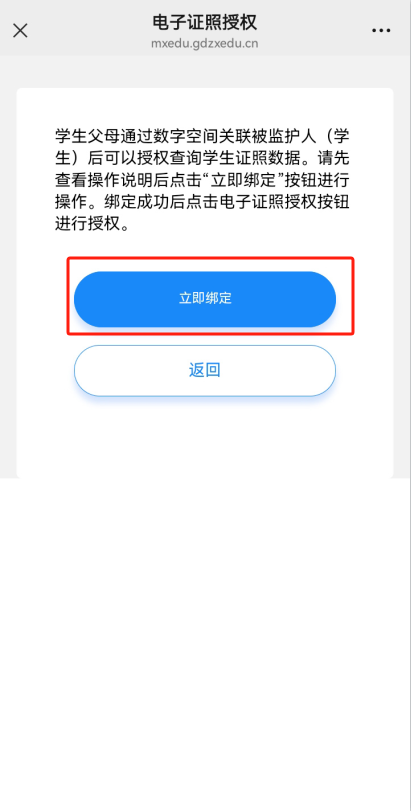 电子证照授权
mxedu.gdzxedu.cn
学生父母通过数字空间关联被监护人（学
生）后可以授权查询学生证照数据。请先
查看操作说明后点击“立即绑定”按钮进行
操作。绑定成功后点击电子证照授权按钮
进行授权。
立即绑定
返回